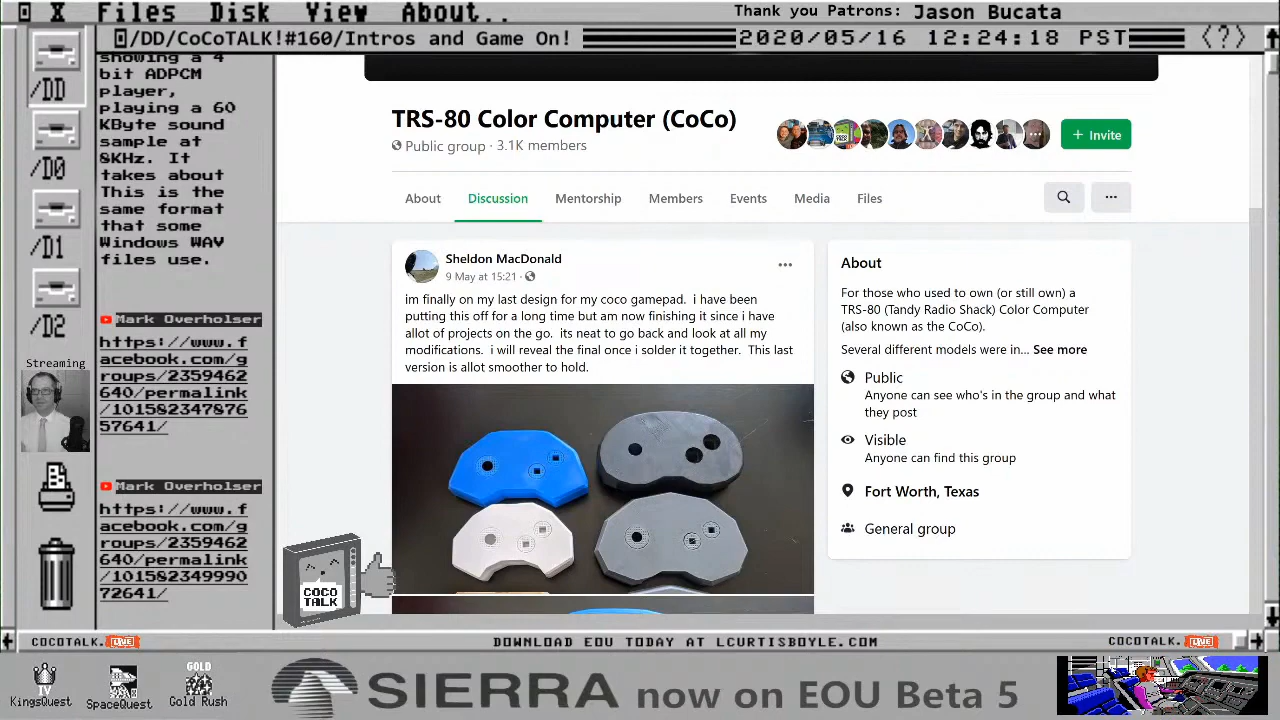 X Files Disk View About..
Thank you Patrons: Jason Bucata
/DD/CoCoTALK!#160/Intros and Game On!
2020/05/16 12:24:18 PST
<?>
/DD
/D0
/D1
/D2
Streaming
showing a 4
bit ADPCM
player,
playing a 60
KByte sound
sample at
8KHz. It
takes about
This is the
same format
that some
Windows WAV
files use.
Mark Overholser
https://www.f
acebook.com/g
roups/2359462
640/permalink
/101582347876
57641/
Mark Overholser
https://www.f
acebook.com/g
roups/2359462
640/permalink
/101582349990
72641/
TRS-80 Color Computer (CoCo)
Public group · 3.1K members
+ Invite
About Discussion Mentorship Members Events Media Files
Sheldon MacDonald
9 May at 15:21 ·
im finally on my last design for my coco gamepad. i have been
putting this off for a long time but am now finishing it since i have
allot of projects on the go. its neat to go back and look at all my
modifications. i will reveal the final once i solder it together. This last
version is allot smoother to hold.
About
For those who used to own (or still own) a
TRS-80 (Tandy Radio Shack) Color Computer
(also known as the CoCo).
Several different models were in... See more
Public
Anyone can see who's in the group and what
they post
Visible
Anyone can find this group
Fort Worth, Texas
General group
COCO
TALK
COCOTALK.LIVE
DOWNLOAD EOU TODAY AT LCURTISBOYLE.COM
COCOTALK.LIVE
IV
KingsQuest
SpaceQuest
GOLD
RUSH
Gold Rush
SIERRA now on EOU Beta 5